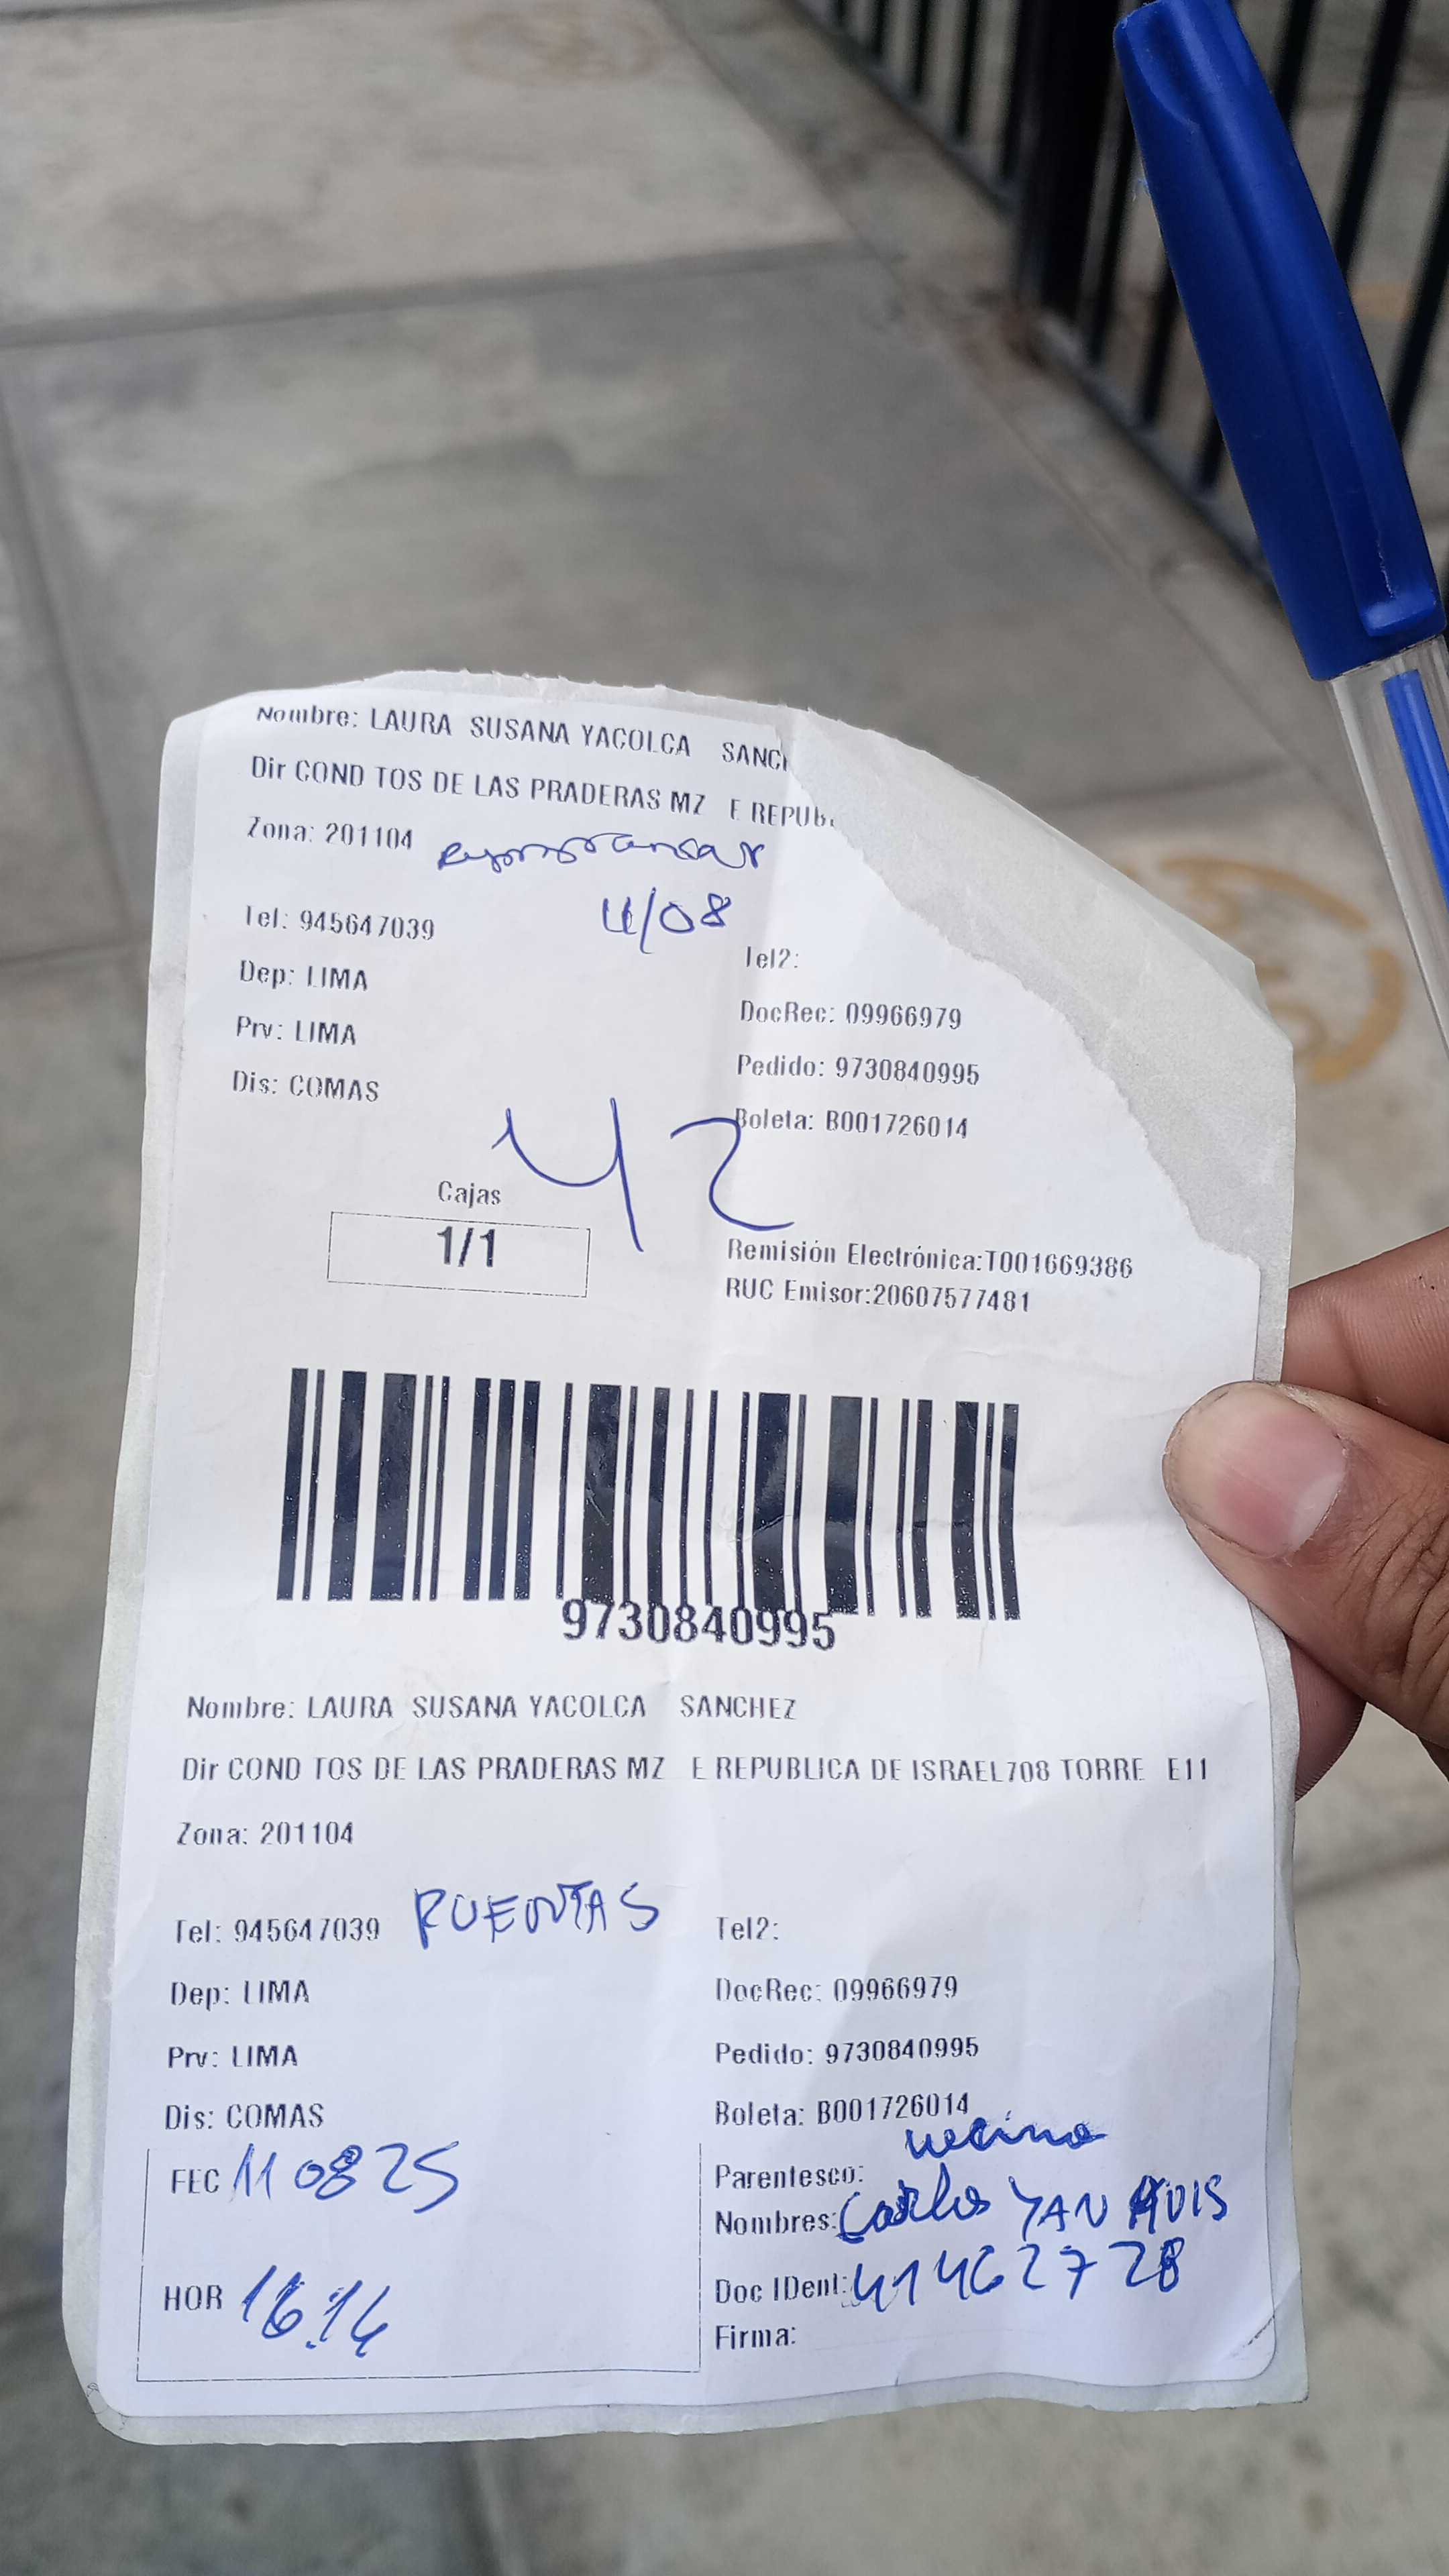 Nombre: LAURA SUSANA YACOLCA SANCH
Dir COND TOS DE LAS PRADERAS MZ E REPUB
Zona: 201104
Tel: 945647039
/08
Tel2:
Dep: LIMA
DocRec: 09966979
Prv: LIMA
Pedido: 9730840995
Dis: COMAS
Boleta: B001726014
42
Cajas
1/1
Remisión Electrónica:T001669386
RUC Emisor:20607577481
9730840995
Nombre: LAURA SUSANA YACOLCA SANCHEZ
Dir COND TOS DE LAS PRADERAS MZ E REPUBLICA DE ISRAEL708 TORRE E11
Zona: 201104
Tel: 945647039
Tel2:
Dep: LIMA
DocRec: 09966979
Prv: LIMA
Pedido: 9730840995
Dis: COMAS
Boleta: B001726014
FEC 11 08 25
Parentesco: vecino
Nombres: Carlos YAN
HOR 16:14
Doc IDent: 41462728
Firma: